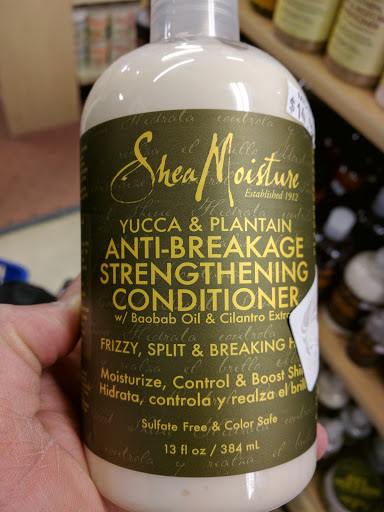 SheaMoisture
Established 1912
YUCCA & PLANTAIN
ANTI-BREAKAGE
STRENGTHENING
CONDITIONER
w/ Baobab Oil & Cilantro
FRIZZY, SPLIT & BREAKING
Moisturize, Control & Boost
Hidrata, controla y realza el
Sulfate Free & Color Safe
13 fl oz / 384 mL